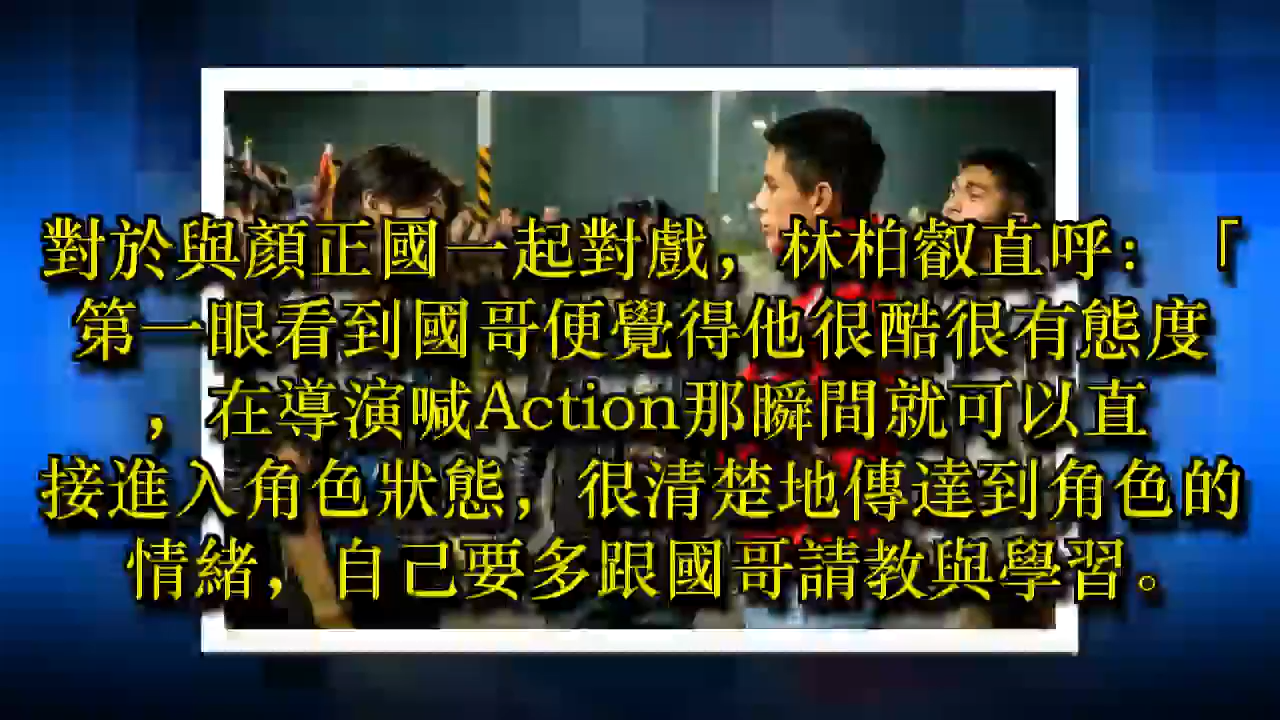 對於與顏正國一起對戲，林柏叡直呼：「
第一眼看到國哥便覺得他很酷很有態度
，在導演喊Action那瞬間就可以直
接進入角色狀態，很清楚地傳達到角色的
情緒，自己要多跟國哥請教與學習。